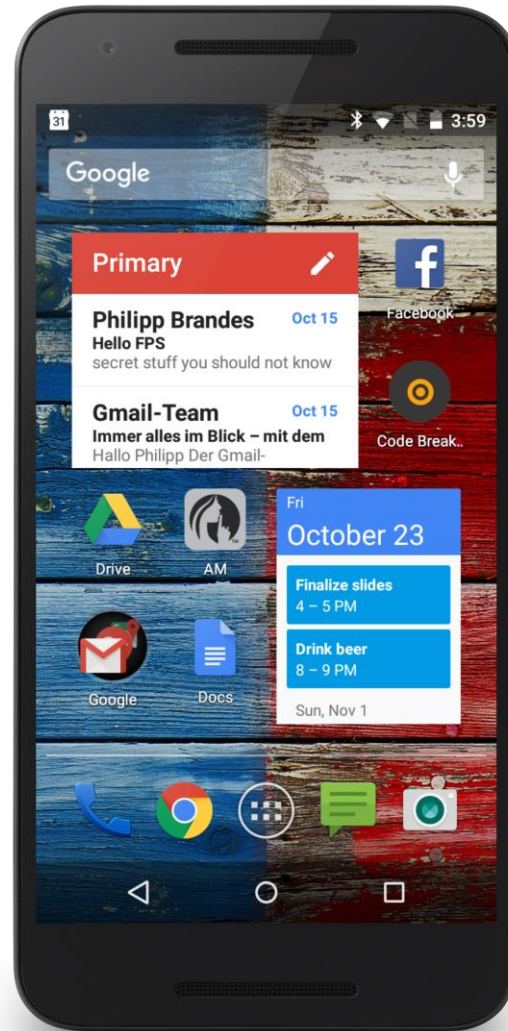 31
3:59
Google
Primary
Philipp Brandes Oct 15
Hello FPS
secret stuff you should not know
Gmail-Team Oct 15
Immer alles im Blick – mit dem
Hallo Philipp Der Gmail-
Facebook
Code Break..
Drive
AM
Fri
October 23
Finalize slides
4 – 5 PM
Drink beer
8 – 9 PM
Sun, Nov 1
Google
Docs